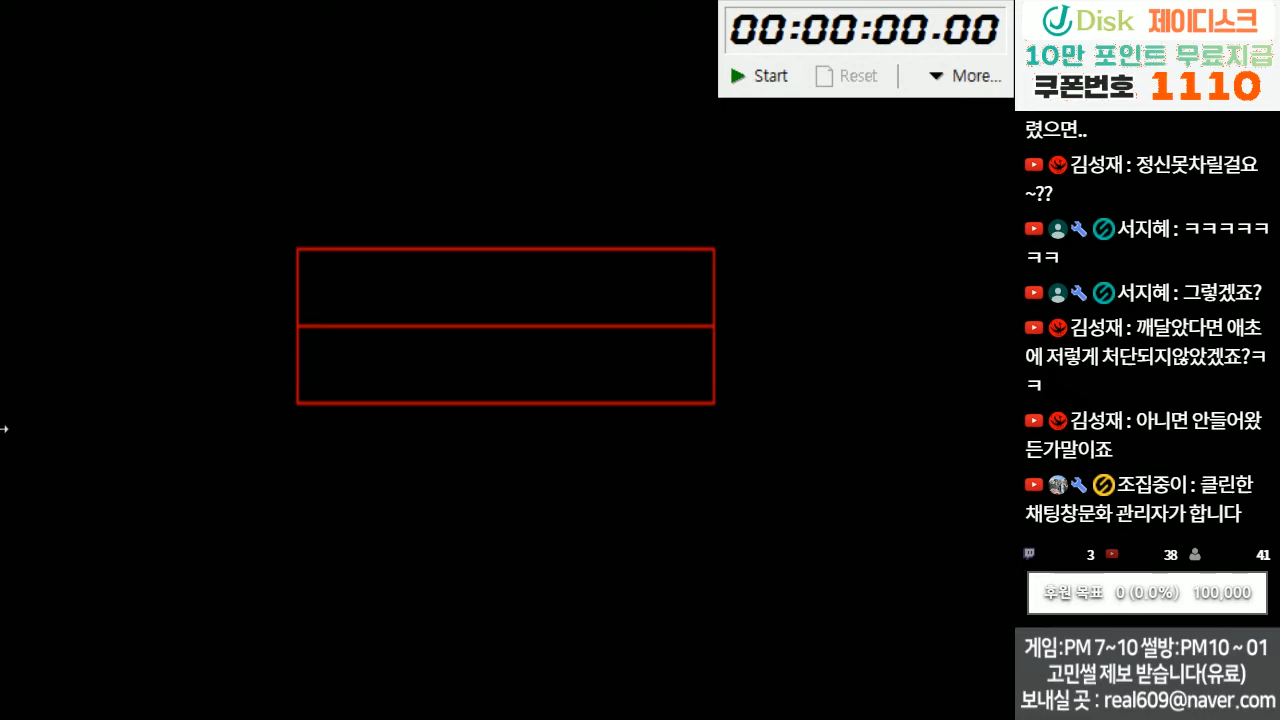 00:00:00.00
Start Reset More...
Disk 제이디스크
10만 포인트 무료지급
쿠폰번호 1110
렸으면..
김성재 : 정신못차릴걸요
~??
서지혜 : ㅋㅋㅋㅋㅋ
ㅋㅋ
서지혜 : 그렇겠죠?
김성재 : 깨달았다면 애초
에 저렇게 처단되지않았겠죠?ㅋ
ㅋ
김성재 : 아니면 안들어왔
든가말이죠
조집중이 : 클린한
채팅창문화 관리자가 합니다
3 38 41
후원 목표 0 (0.0%) 100,000
게임:PM 7~10 썰방:PM10 ~ 01
고민썰 제보 받습니다(유료)
보내실 곳 : real609@naver.com